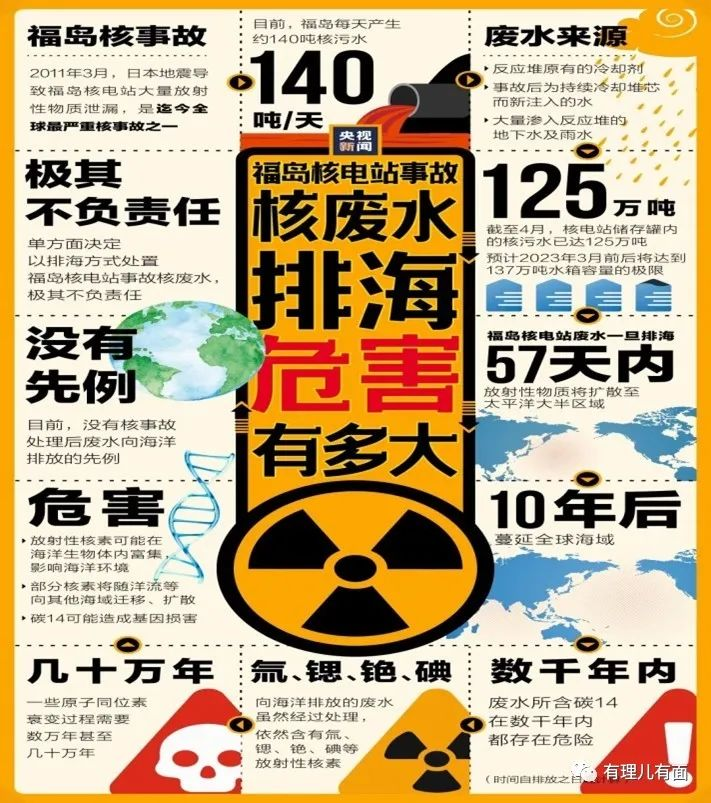 福岛核事故
2011年3月，日本地震导
致福岛核电站大量放射
性物质泄漏，是迄今全
球最严重核事故之一
目前，福岛每天产生
约140吨核污水
140
吨/天
废水来源
反应堆原有的冷却剂
事故后为持续冷却堆芯
而新注入的水
大量渗入反应堆的
地下水及雨水
央视
新闻
福岛核电站事故
核废水
排海
危害
有多大
极其
不负责任
单方面决定
以排海方式处置
福岛核电站事故核废水，
极其不负责任
125万吨
截至4月，核电站储存罐内
的核污水已达125万吨
预计2023年3月前后将达到
137万吨水箱容量的极限
没有
先例
目前，没有核事故
处理后废水向海洋
排放的先例
福岛核电站废水一旦排海
57天内
放射性物质将扩散至
太平洋大半区域
危害
放射性核素可能在
海洋生物体内富集，
影响海洋环境
部分核素将随洋流等
向其他海域迁移、扩散
碳14可能造成基因损害
10年后
蔓延全球海域
几十万年
一些原子同位素
衰变过程需要
数万年甚至
几十万年
氚、锶、铯、碘
向海洋排放的废水
虽然经过处理，
依然含有氚、
锶、铯、碘等
放射性核素
数千年内
废水所含碳14
在数千年内
都存在危险
（时间自排放之日
有理儿有面